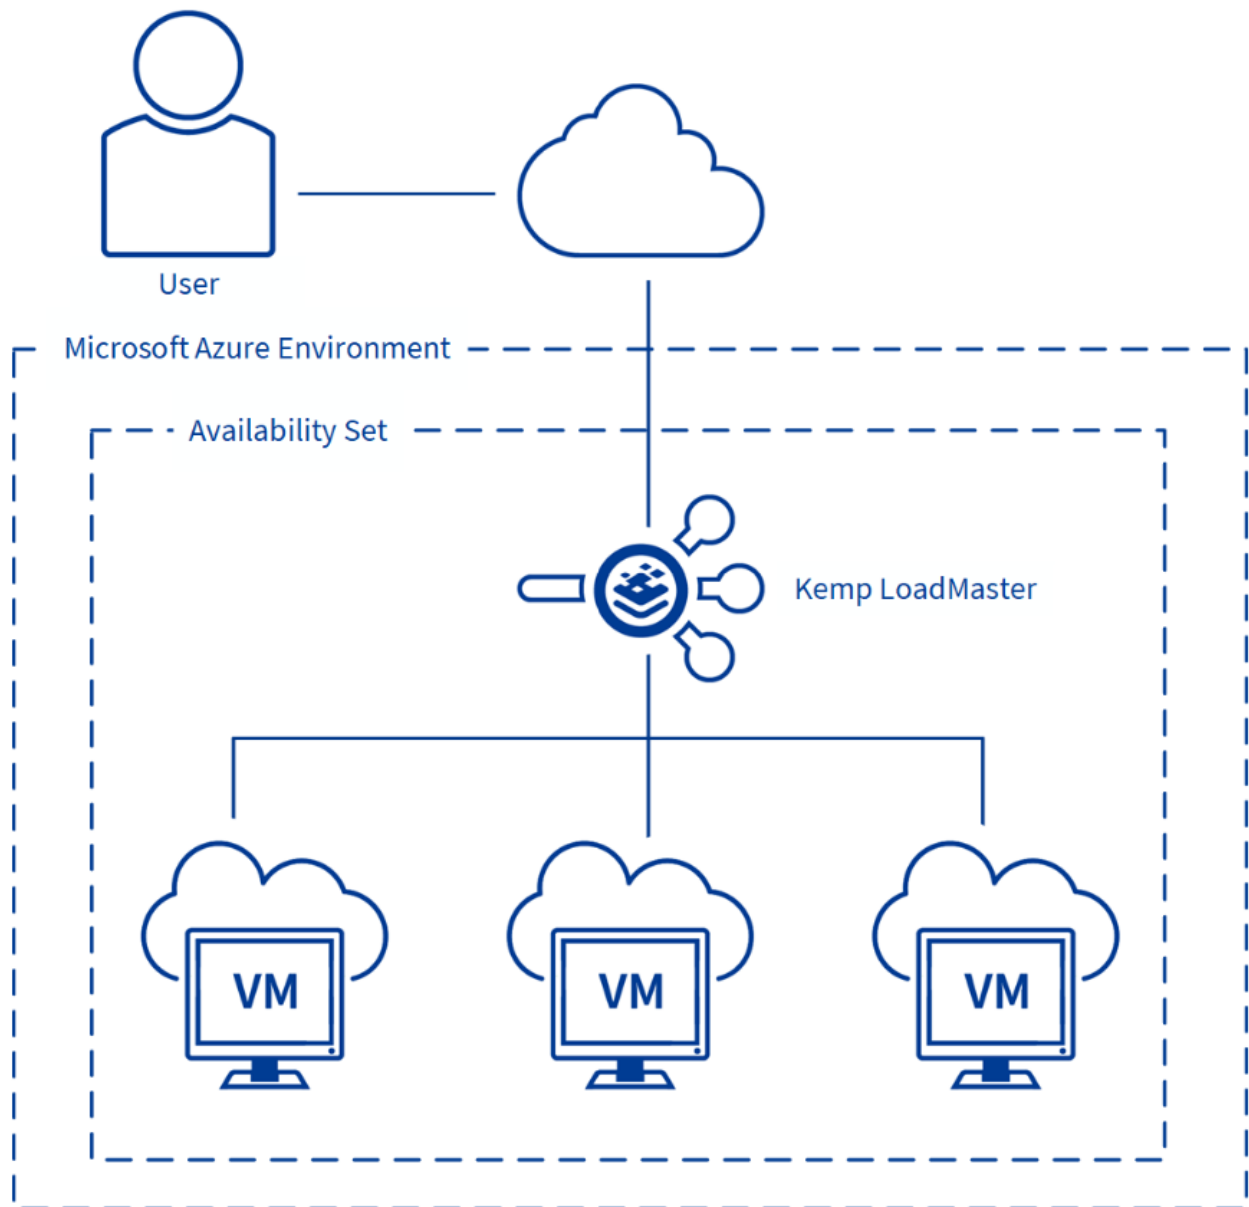 User
Microsoft Azure Environment
Availability Set
Kemp LoadMaster
VM
VM
VM